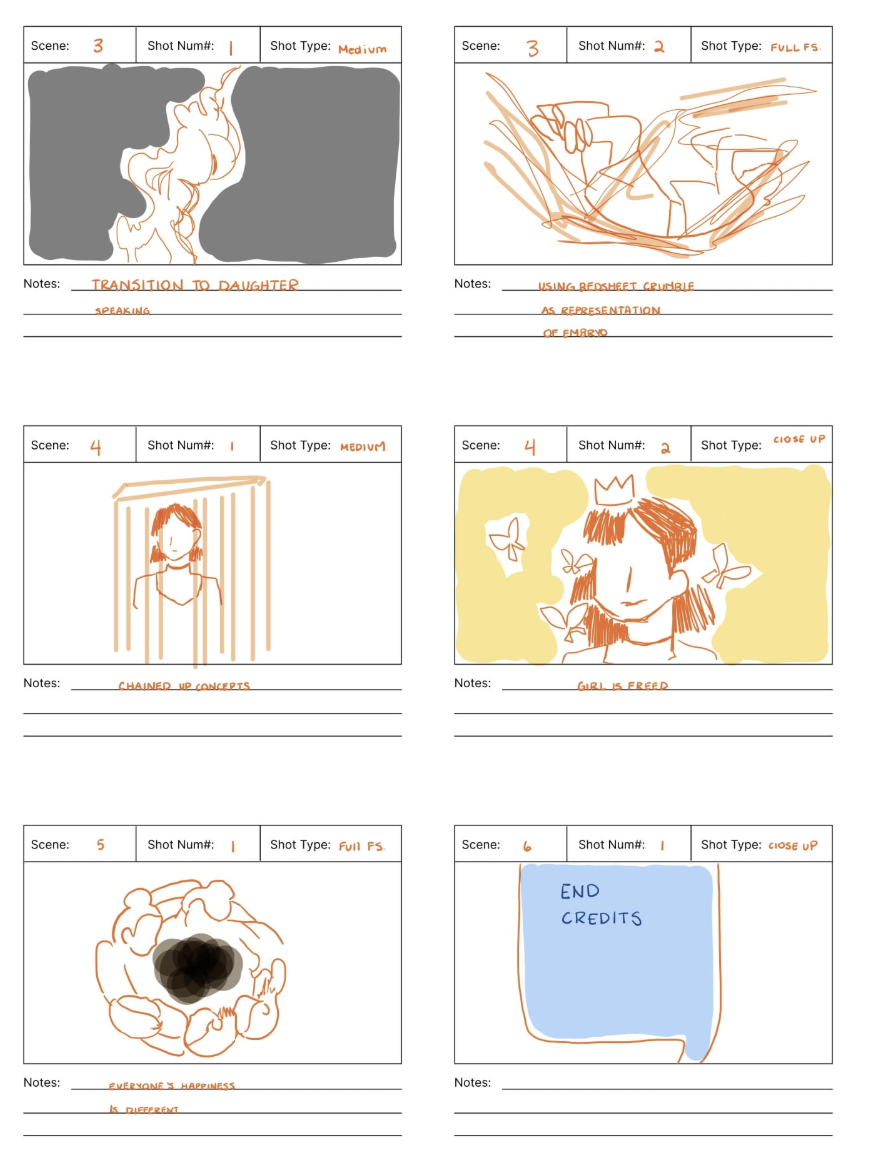 Scene: 3 Shot Num#: 1 Shot Type: Medium
Notes: TRANSITION TO DAUGHTER
SPEAKING
Scene: 3 Shot Num#: 2 Shot Type: FULL FS.
Notes: USING BEDSHEET CRUMBLE
AS REPRESENTATION
OF EMBRYO
Scene: 4 Shot Num#: 1 Shot Type: MEDIUM
Notes: CHAINED UP CONCEPTS
Scene: 4 Shot Num#: 2 Shot Type: CLOSE UP
Notes: GIRL IS FREED
Scene: 5 Shot Num#: 1 Shot Type: Full FS.
Notes: EVERYONE'S HAPPINESS
IS DIFFERENT
Scene: 6 Shot Num#: 1 Shot Type: CLOSE UP
END
CREDITS
Notes: